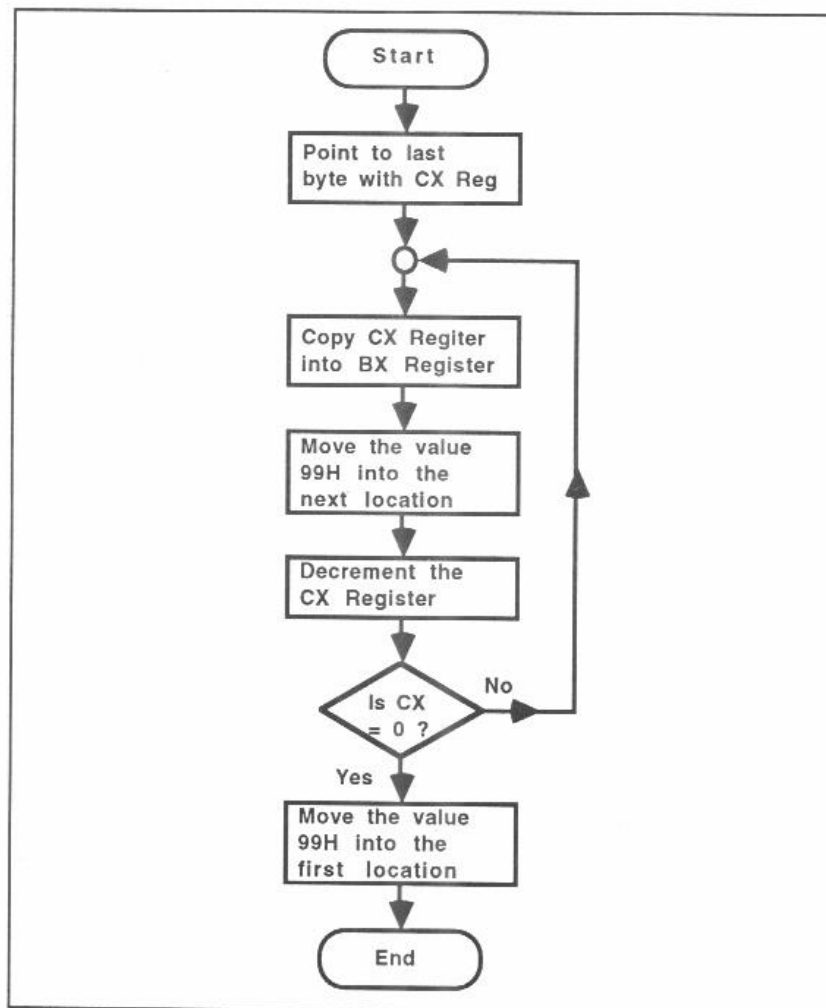 Start
Point to last
byte with CX Reg
Copy CX Regiter
into BX Register
Move the value
99H into the
next location
Decrement the
CX Register
Is CX
= 0 ?
No
Yes
Move the value
99H into the
first location
End